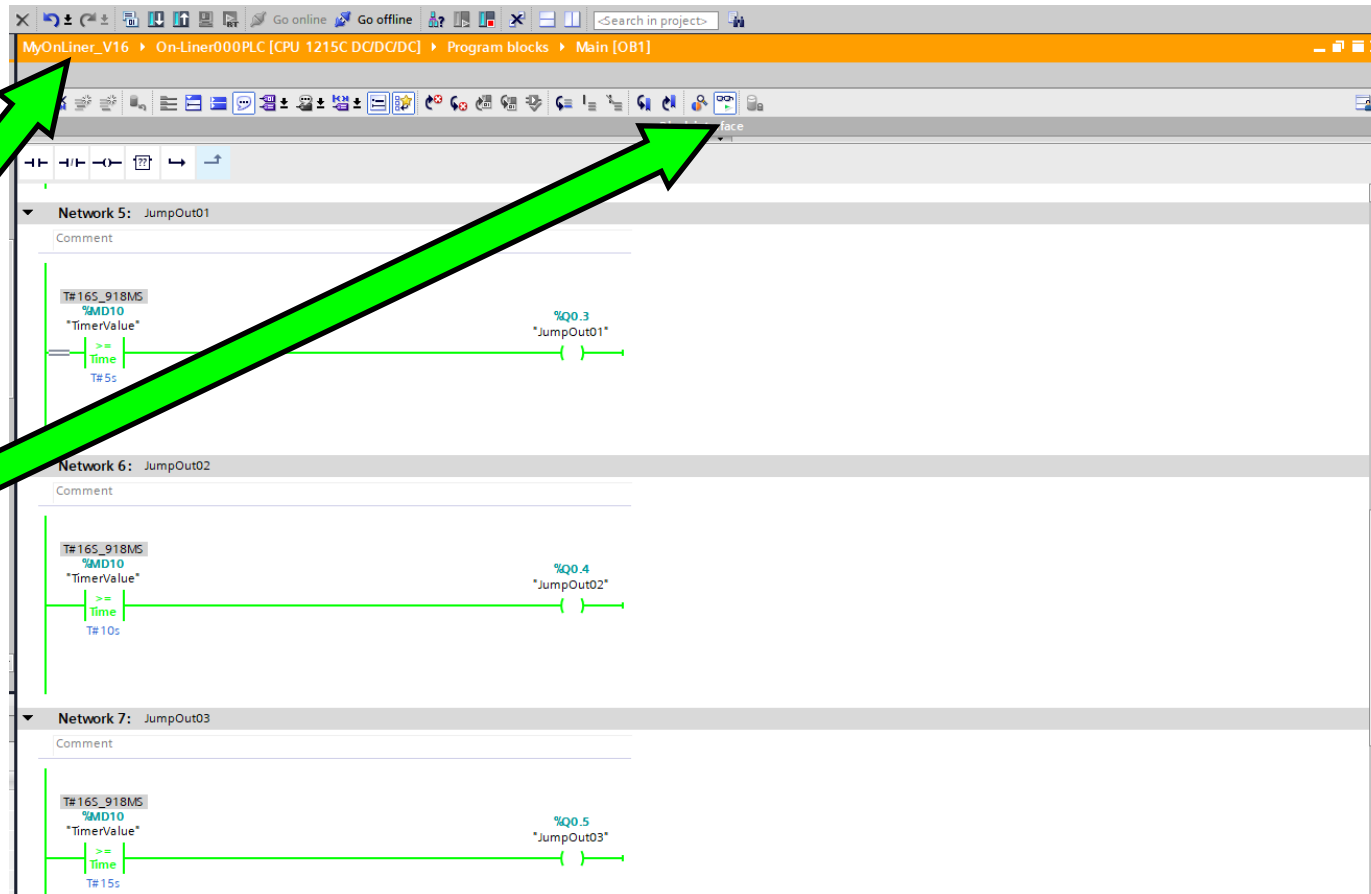 Go online Go offline <Search in project>
MyOnLiner_V16 ▸ On-Liner000PLC [CPU 1215C DC/DC/DC] ▸ Program blocks ▸ Main [OB1]
Network 5: JumpOut01
Comment
T#16S_918MS
%MD10
"TimerValue"
>=
Time
T#5s
%Q0.3
"JumpOut01"
Network 6: JumpOut02
Comment
T#16S_918MS
%MD10
"TimerValue"
>=
Time
T#10s
%Q0.4
"JumpOut02"
Network 7: JumpOut03
Comment
T#16S_918MS
%MD10
"TimerValue"
>=
Time
T#15s
%Q0.5
"JumpOut03"